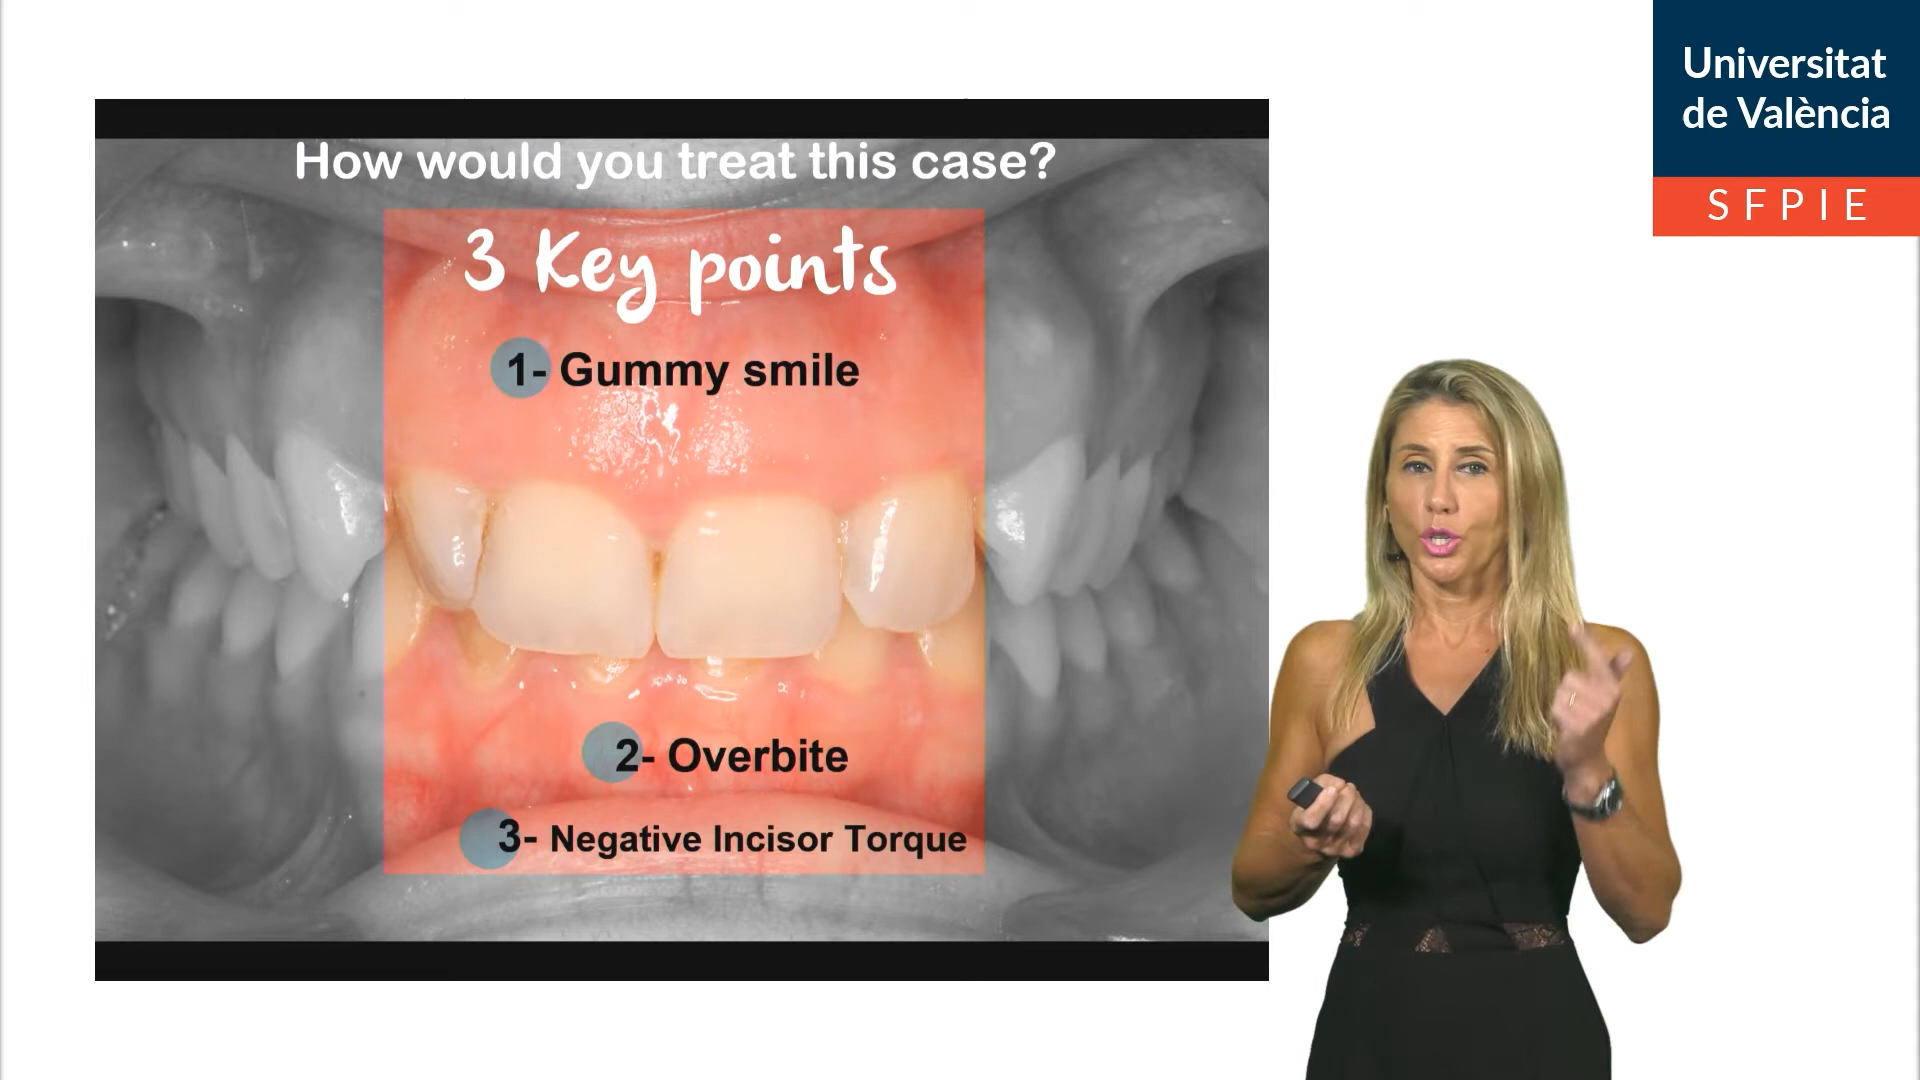 How would you treat this case?
3 Key points
1- Gummy smile
2- Overbite
3- Negative Incisor Torque
Universitat
de València
SFPIE